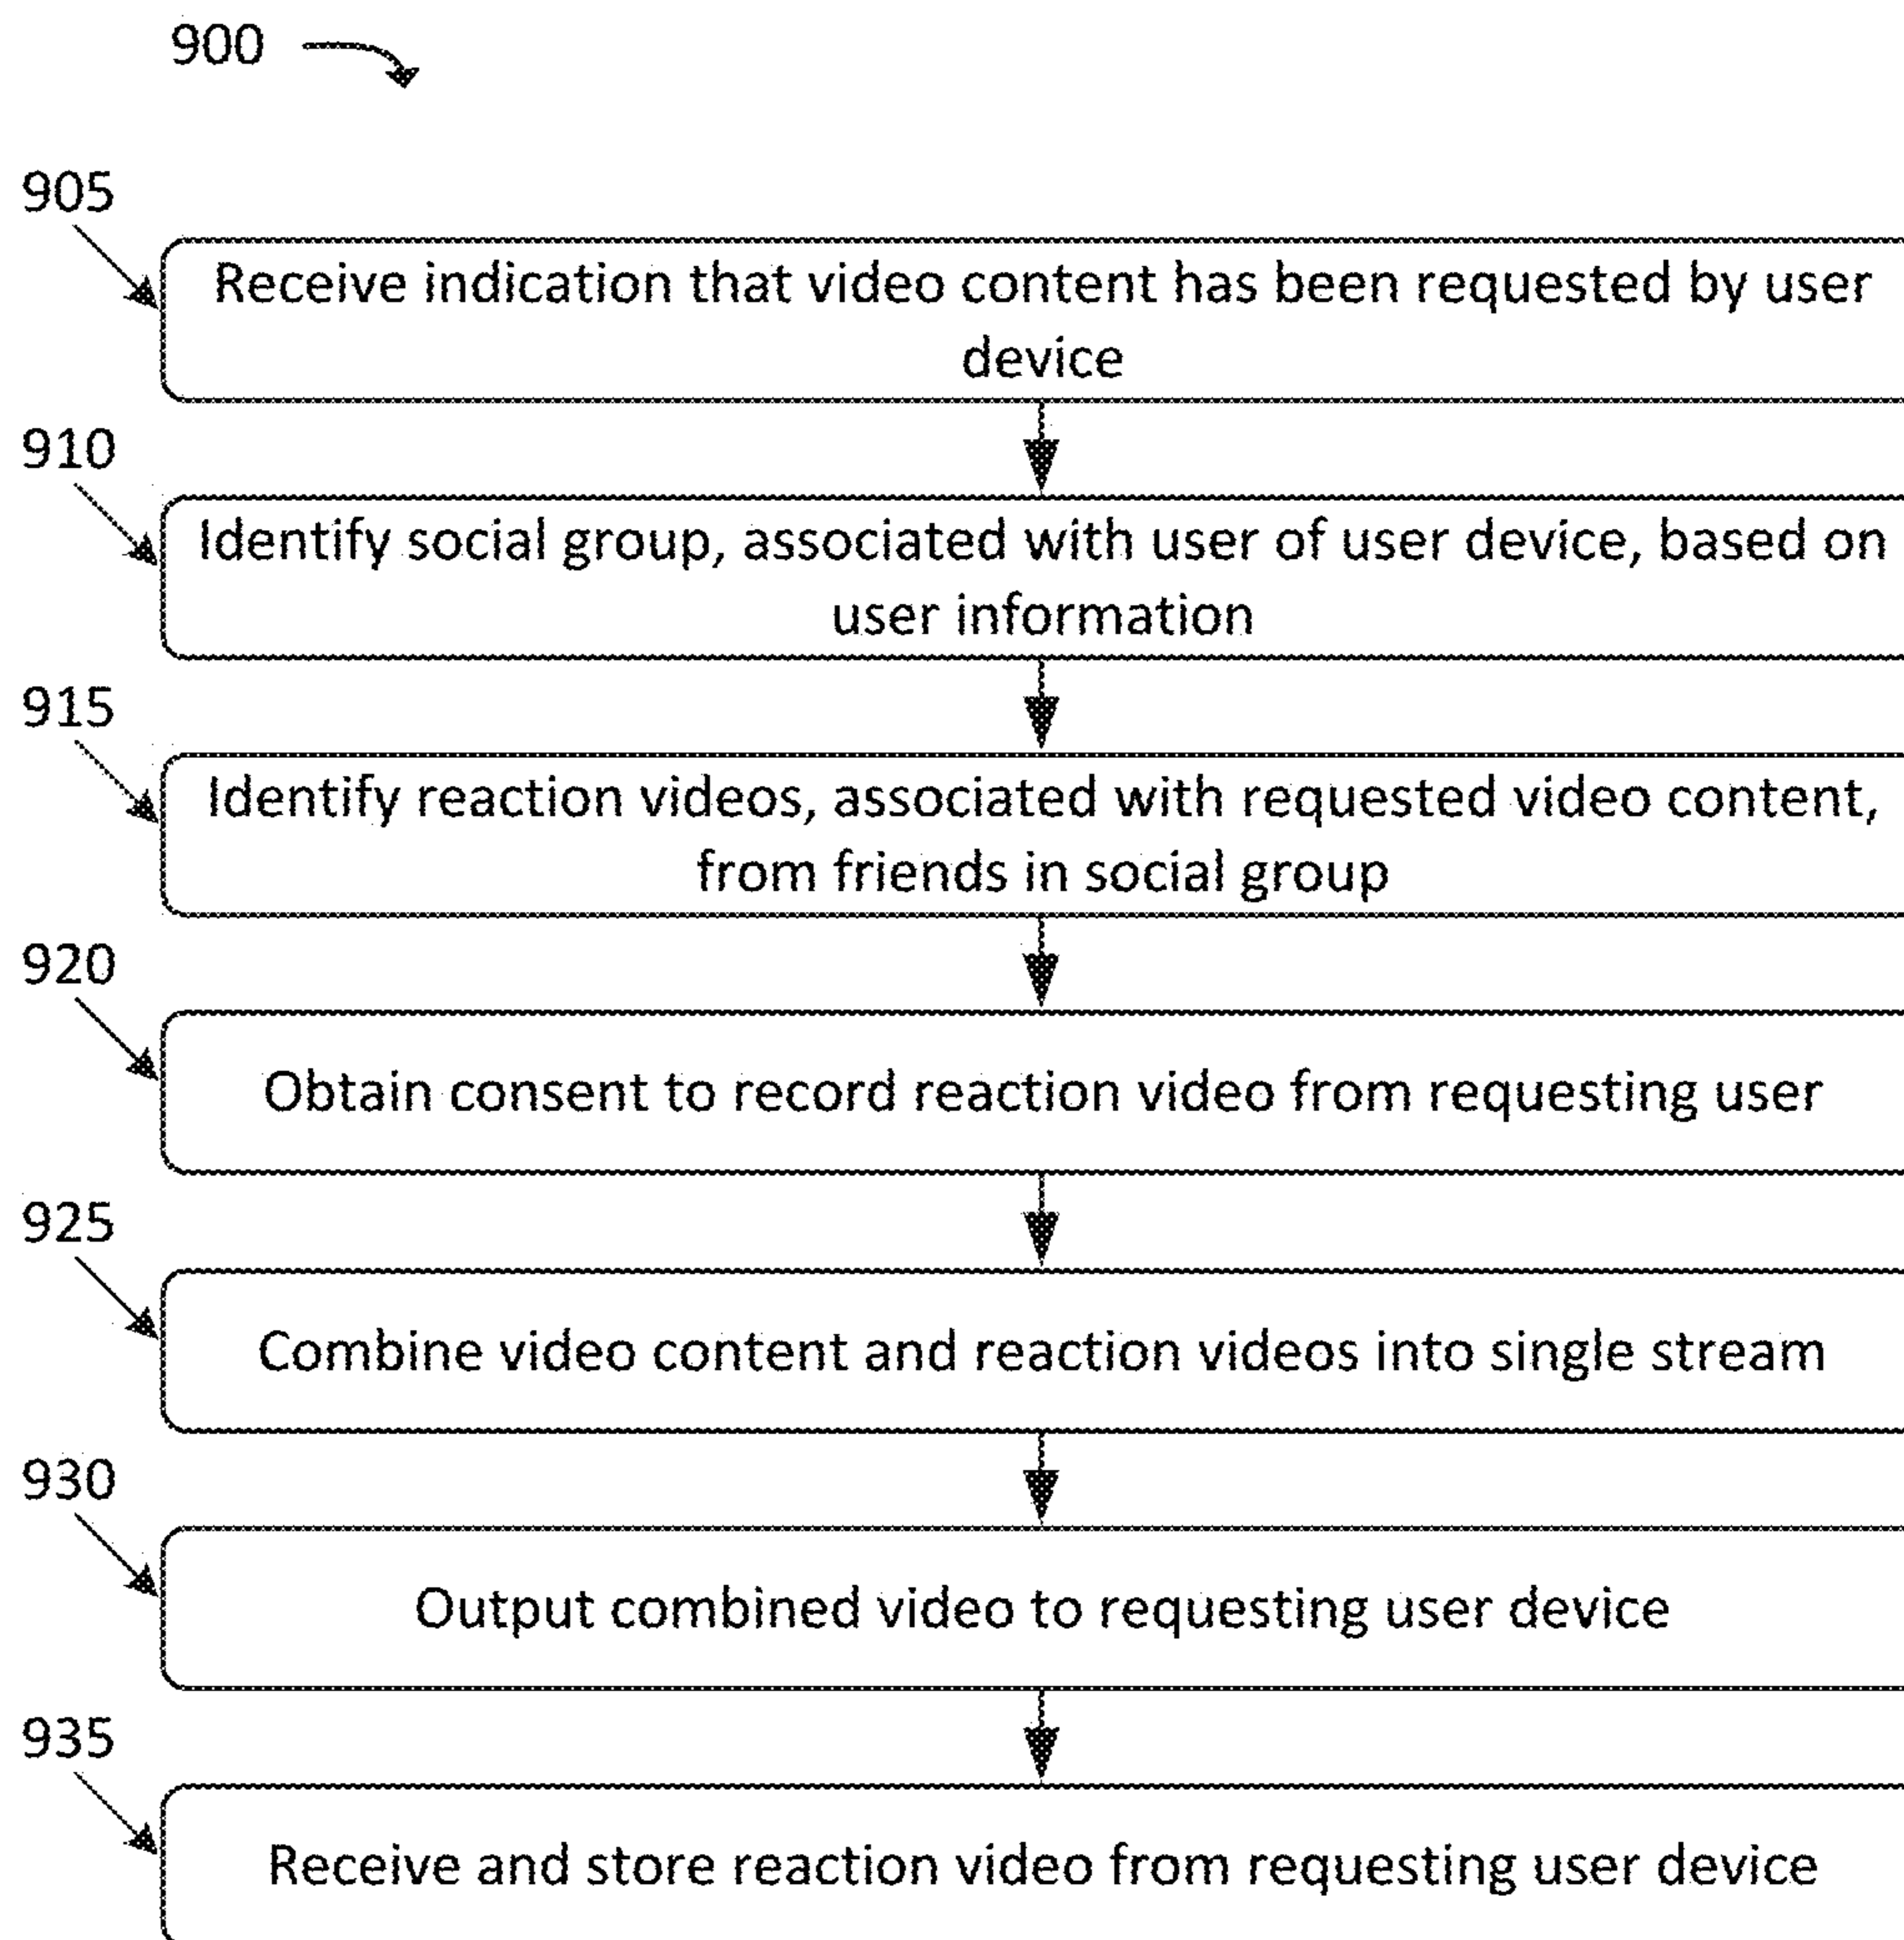 900
905
Receive indication that video content has been requested by user
device
910
Identify social group, associated with user of user device, based on
user information
915
Identify reaction videos, associated with requested video content,
from friends in social group
920
Obtain consent to record reaction video from requesting user
925
Combine video content and reaction videos into single stream
930
Output combined video to requesting user device
935
Receive and store reaction video from requesting user device